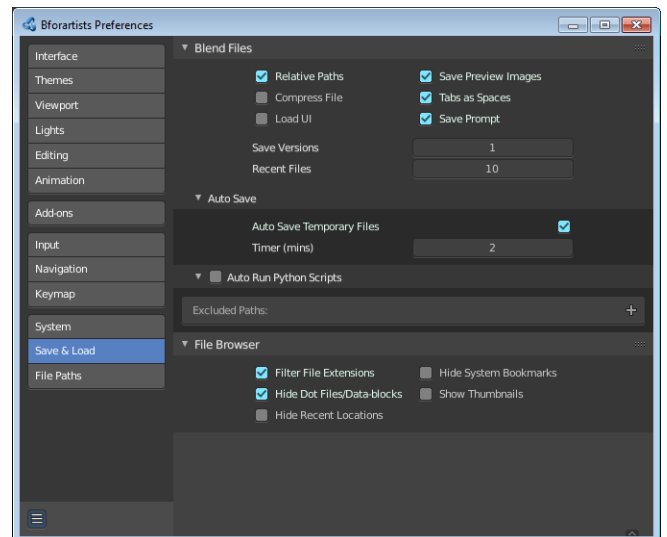 Bforartists Preferences
Interface
Themes
Viewport
Lights
Editing
Animation
Add-ons
Input
Navigation
Keymap
System
Save & Load
File Paths
Blend Files
Relative Paths
Save Preview Images
Compress File
Tabs as Spaces
Load UI
Save Prompt
Save Versions 1
Recent Files 10
Auto Save
Auto Save Temporary Files
Timer (mins) 2
Auto Run Python Scripts
Excluded Paths:
File Browser
Filter File Extensions
Hide System Bookmarks
Hide Dot Files/Data-blocks
Show Thumbnails
Hide Recent Locations